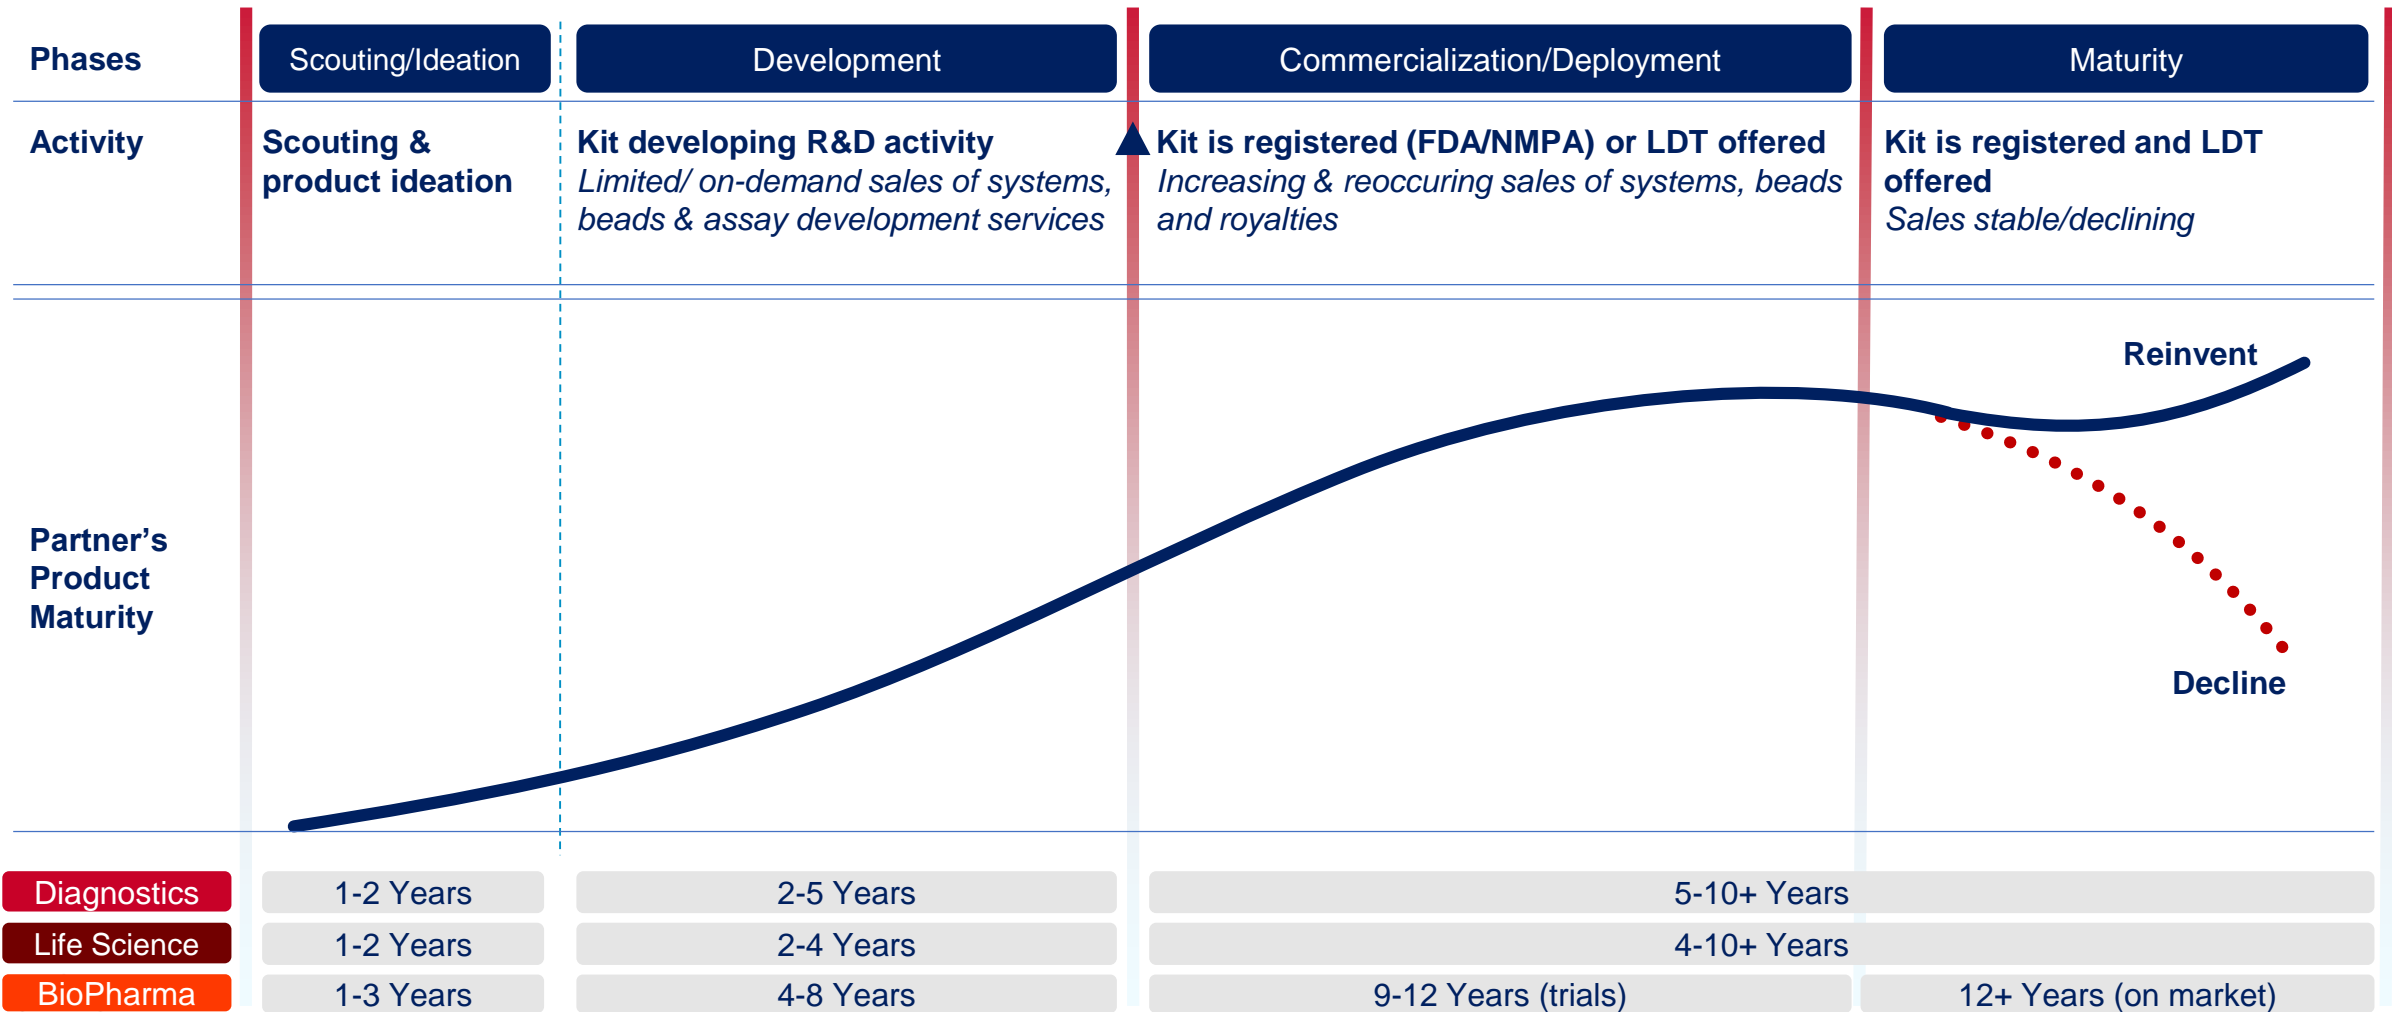 Phases
Scouting/Ideation
Development
Commercialization/Deployment
Maturity
Activity
Scouting &
product ideation
Kit developing R&D activity
Limited/ on-demand sales of systems,
beads & assay development services
Kit is registered (FDA/NMPA) or LDT offered
Increasing & reoccuring sales of systems, beads
and royalties
Kit is registered and LDT
offered
Sales stable/declining
Partner’s
Product
Maturity
Reinvent
Decline
Diagnostics
1-2 Years
2-5 Years
5-10+ Years
Life Science
1-2 Years
2-4 Years
4-10+ Years
BioPharma
1-3 Years
4-8 Years
9-12 Years (trials)
12+ Years (on market)